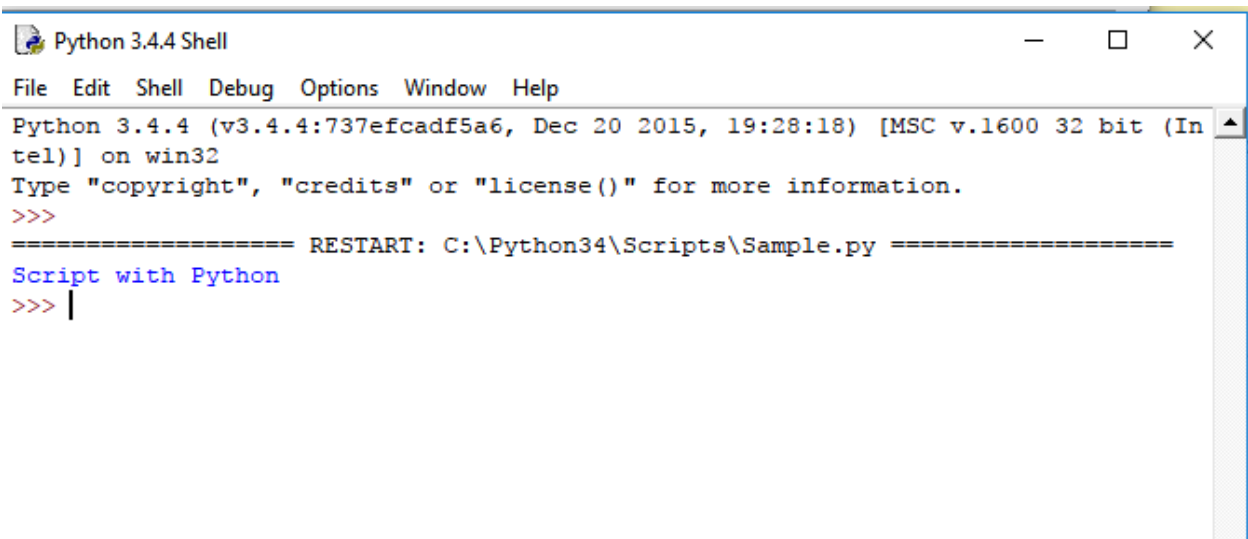 Python 3.4.4 Shell
File Edit Shell Debug Options Window Help
Python 3.4.4 (v3.4.4:737efcadf5a6, Dec 20 2015, 19:28:18) [MSC v.1600 32 bit (In
tel)] on win32
Type "copyright", "credits" or "license()" for more information.
>>>
=================== RESTART: C:\Python34\Scripts\Sample.py ===================
Script with Python
>>>